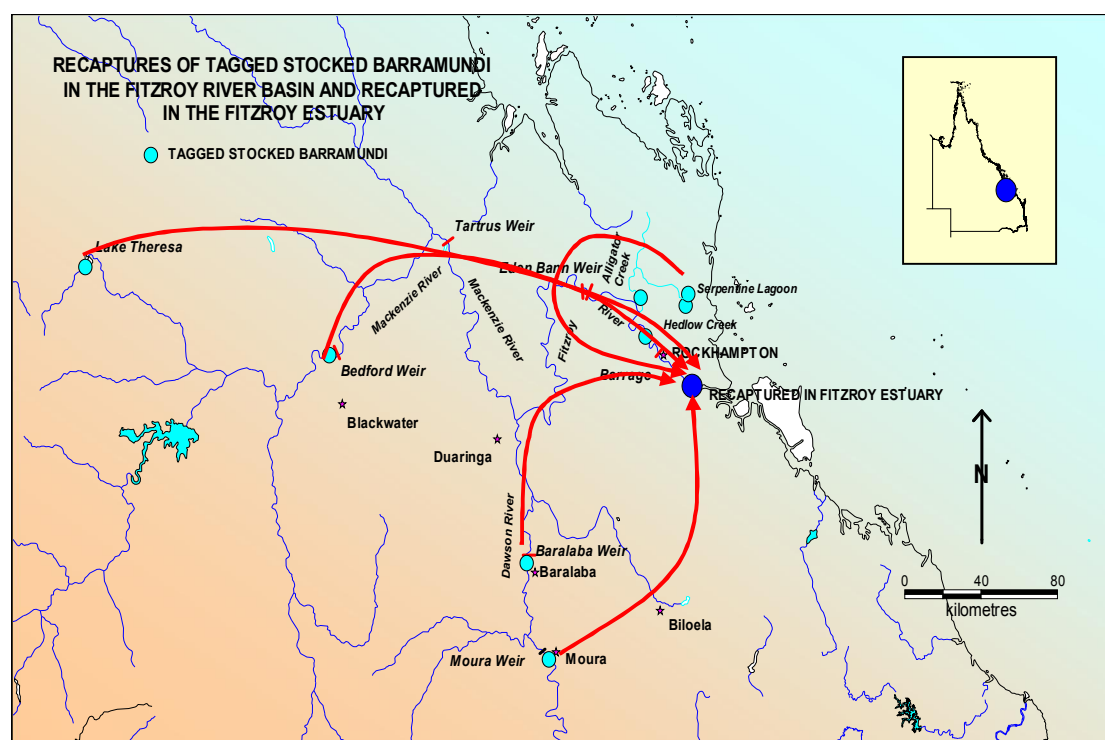 RECAPTURES OF TAGGED STOCKED BARRAMUNDI
IN THE FITZROY RIVER BASIN AND RECAPTURED
IN THE FITZROY ESTUARY
TAGGED STOCKED BARRAMUNDI
Lake Theresa
Tartrus Weir
Eden Bann Weir
Alligator
Creek
Serpentine Lagoon
Mackenzie River
Mackenzie River
Fitzroy
River
Hedlow Creek
ROCKHAMPTON
Bedford Weir
Barrage
RECAPTURED IN FITZROY ESTUARY
Blackwater
Duaringa
N
Dawson River
Baralaba Weir
Baralaba
0 40 80
kilometres
Biloela
Moura Weir
Moura